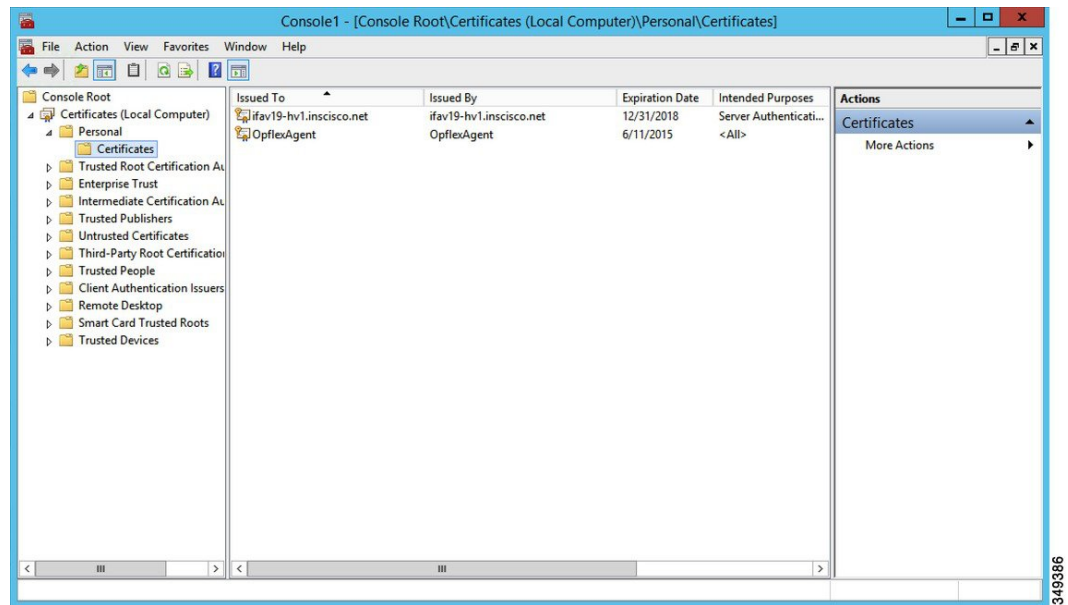 Console1 - [Console Root\Certificates (Local Computer)\Personal\Certificates]
File Action View Favorites Window Help
Console Root
Certificates (Local Computer)
Personal
Certificates
Trusted Root Certification Au
Enterprise Trust
Intermediate Certification Au
Trusted Publishers
Untrusted Certificates
Third-Party Root Certification
Trusted People
Client Authentication Issuers
Remote Desktop
Smart Card Trusted Roots
Trusted Devices
Issued To Issued By Expiration Date Intended Purposes
ifav19-hv1.inscisco.net ifav19-hv1.inscisco.net 12/31/2018 Server Authenticati...
OpflexAgent OpflexAgent 6/11/2015 <All>
Actions
Certificates
More Actions
349386